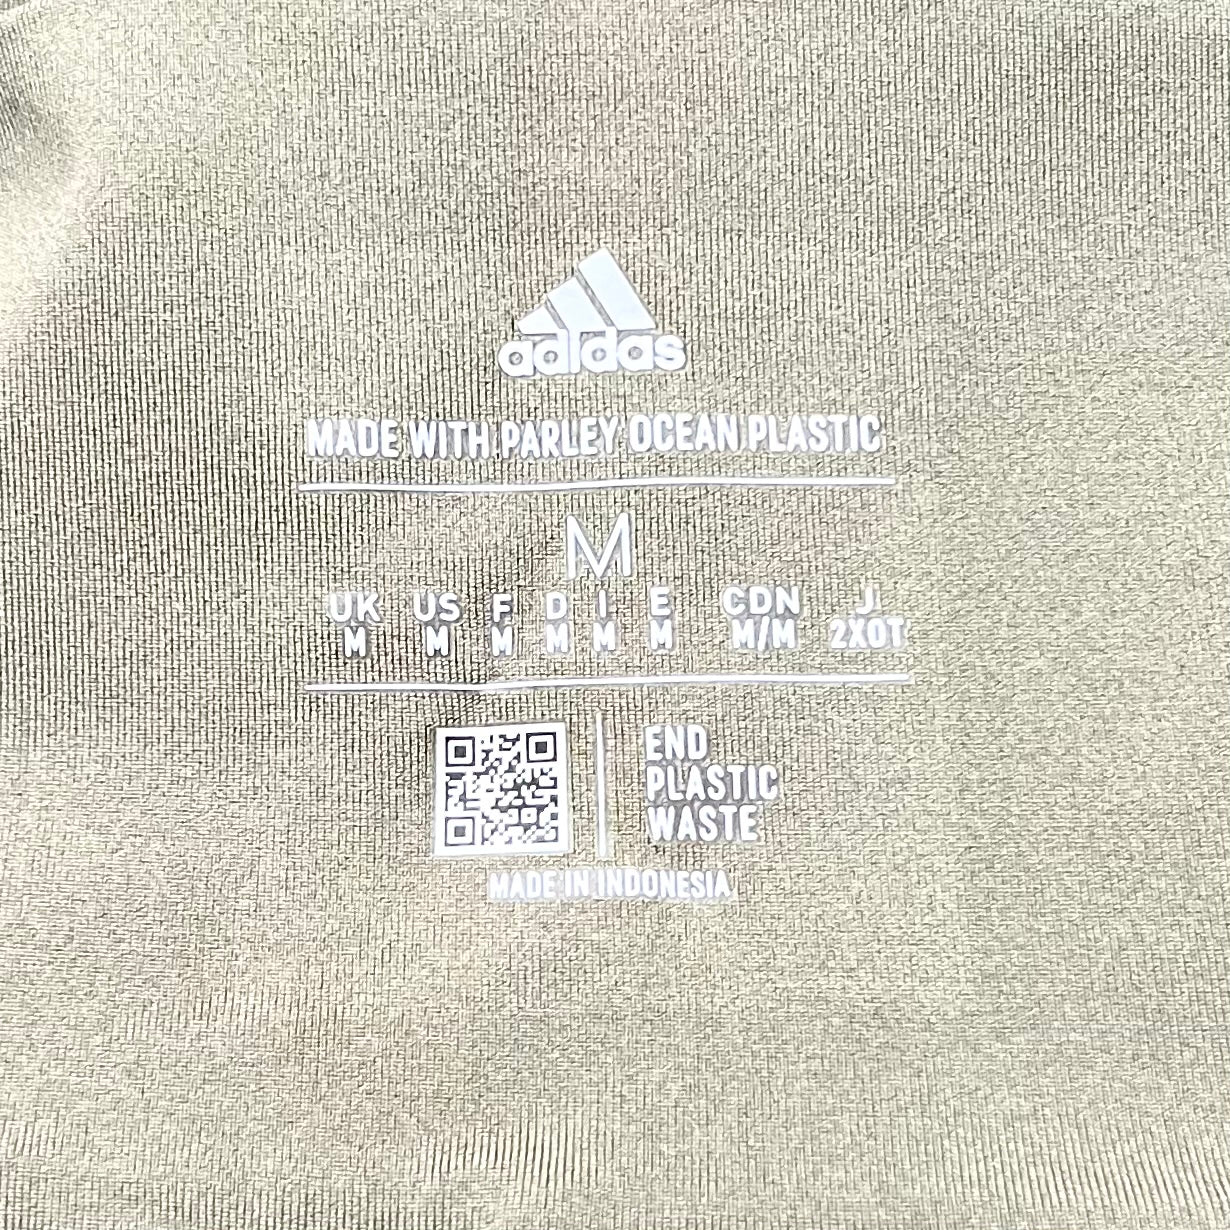 adidas
MADE WITH PARLEY OCEAN PLASTIC
M
UK US F D I E CDN J
M M M M M M M/M 2XOT
END
PLASTIC
WASTE
MADE IN INDONESIA